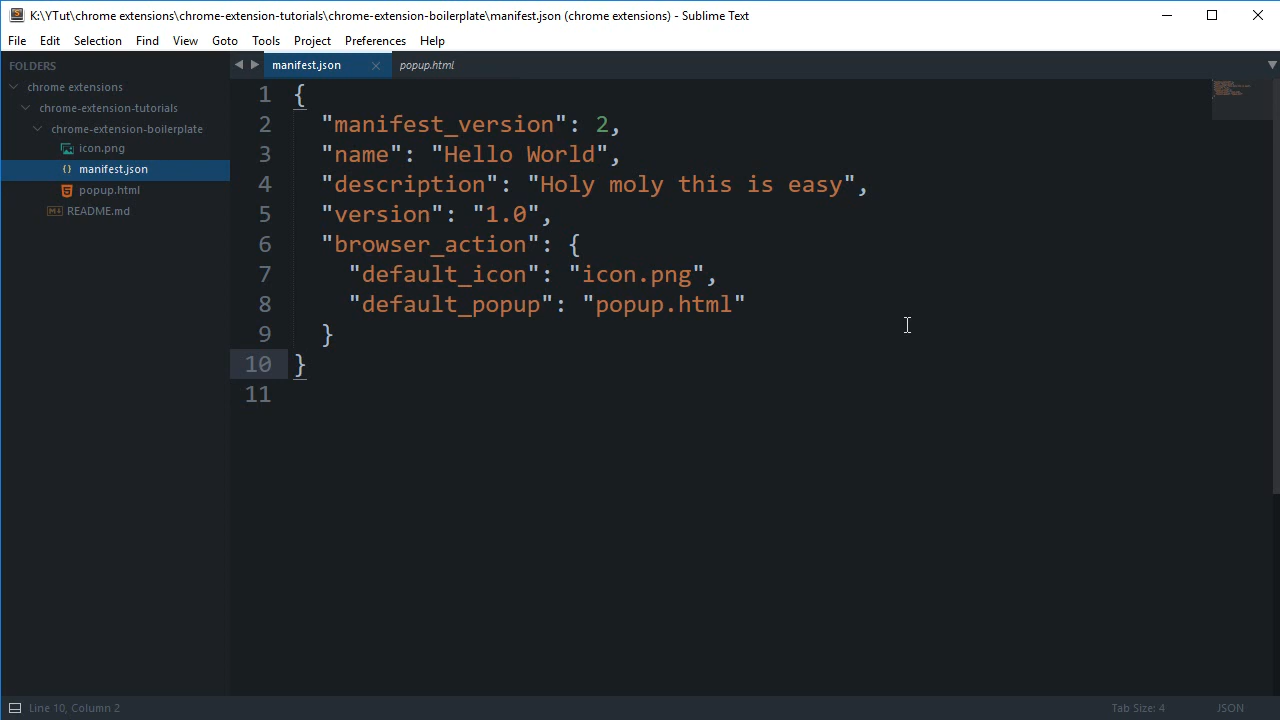 K:\YTut\chrome extensions\chrome-extension-tutorials\chrome-extension-boilerplate\manifest.json (chrome extensions) - Sublime Text
File Edit Selection Find View Goto Tools Project Preferences Help
FOLDERS
chrome extensions
chrome-extension-tutorials
chrome-extension-boilerplate
icon.png
manifest.json
popup.html
README.md
manifest.json popup.html
1 {
2 "manifest_version": 2,
3 "name": "Hello World",
4 "description": "Holy moly this is easy",
5 "version": "1.0",
6 "browser_action": {
7 "default_icon": "icon.png",
8 "default_popup": "popup.html"
9 }
10 }
11
Line 10, Column 2 Tab Size: 4 JSON